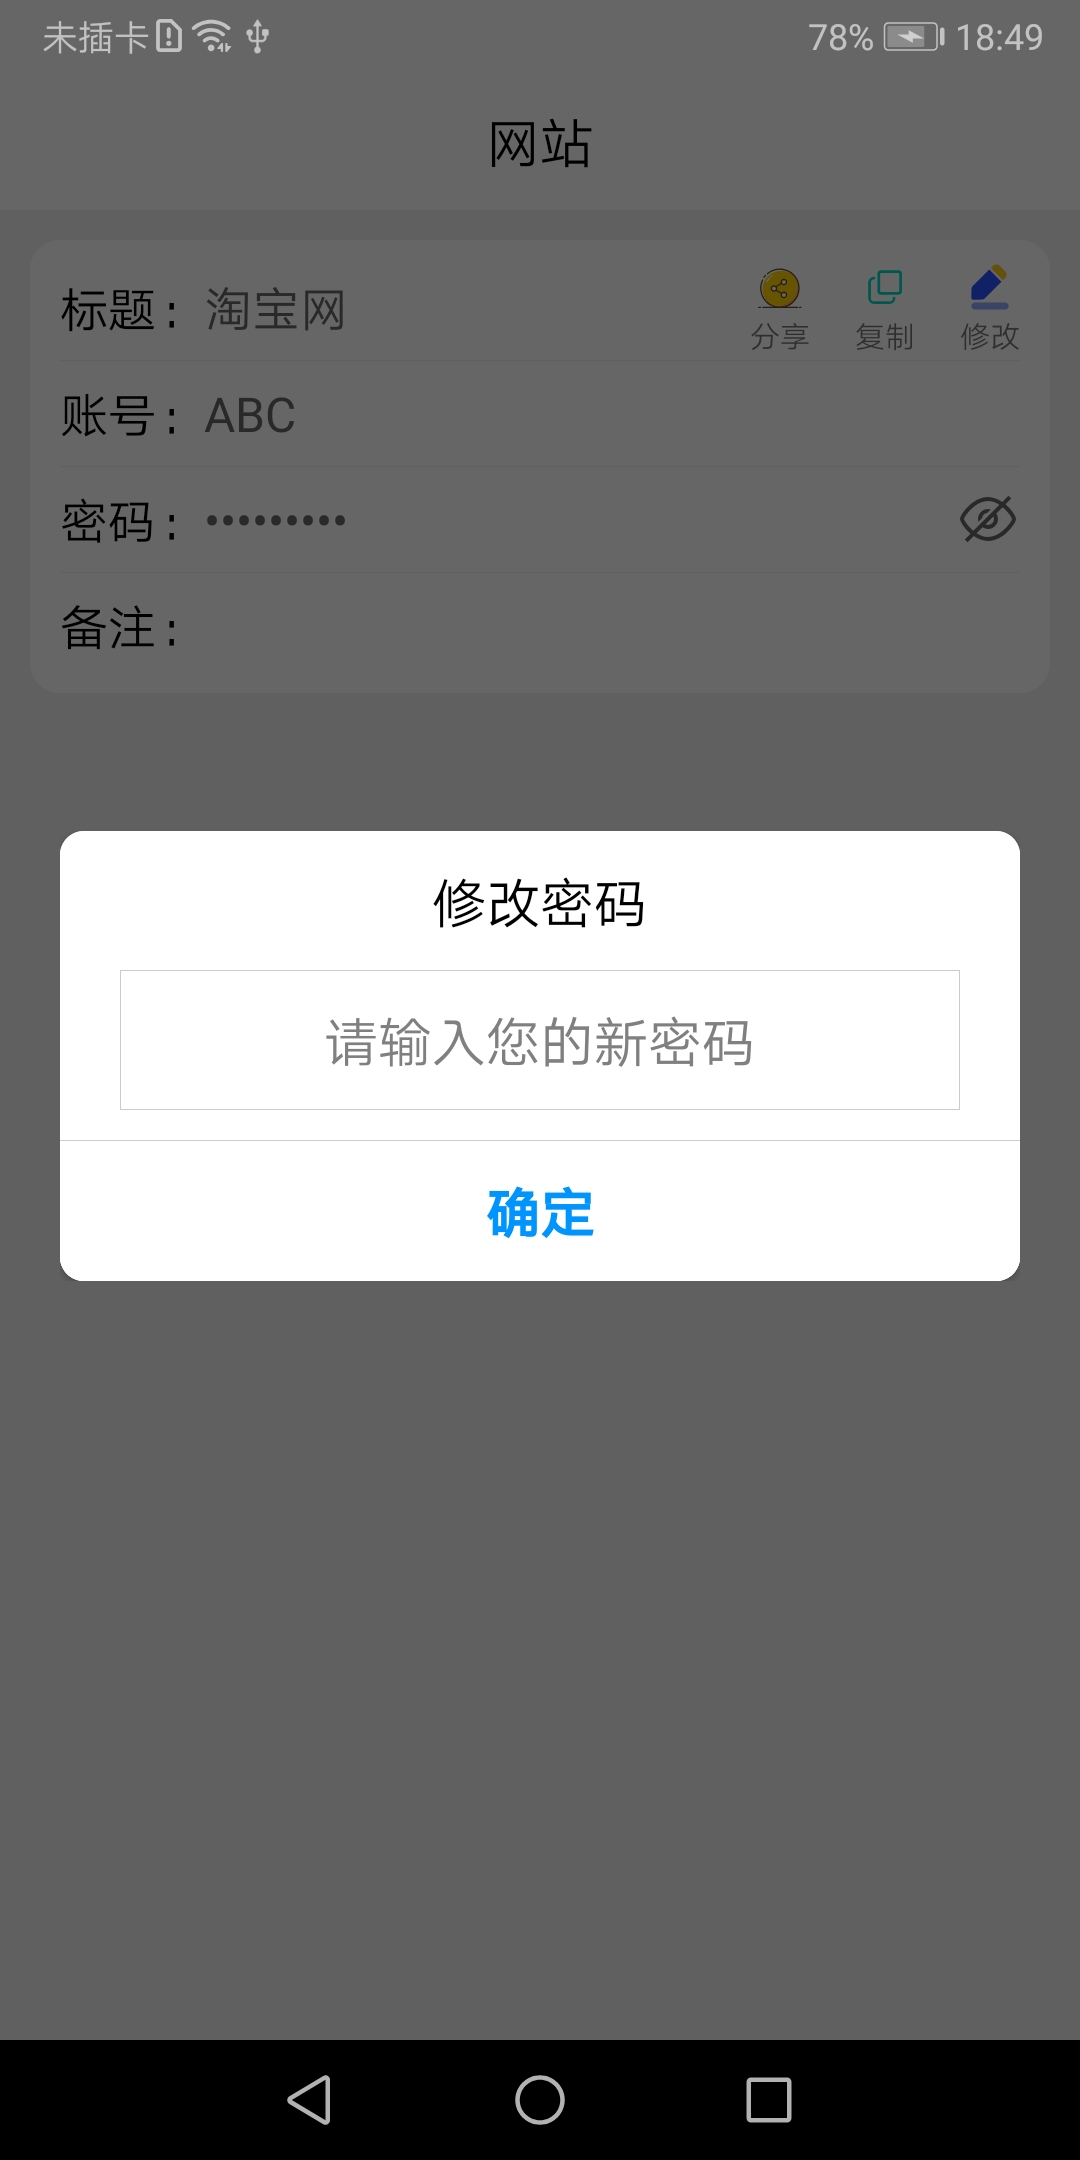 未插卡 78% 18:49
网站
标题: 淘宝网
分享 复制 修改
账号: ABC
密码: •••••••••
备注:
修改密码
请输入您的新密码
确定